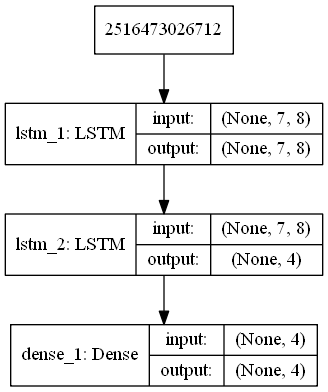 2516473026712
lstm_1: LSTM
input: (None, 7, 8)
output: (None, 7, 8)
lstm_2: LSTM
input: (None, 7, 8)
output: (None, 4)
dense_1: Dense
input: (None, 4)
output: (None, 4)